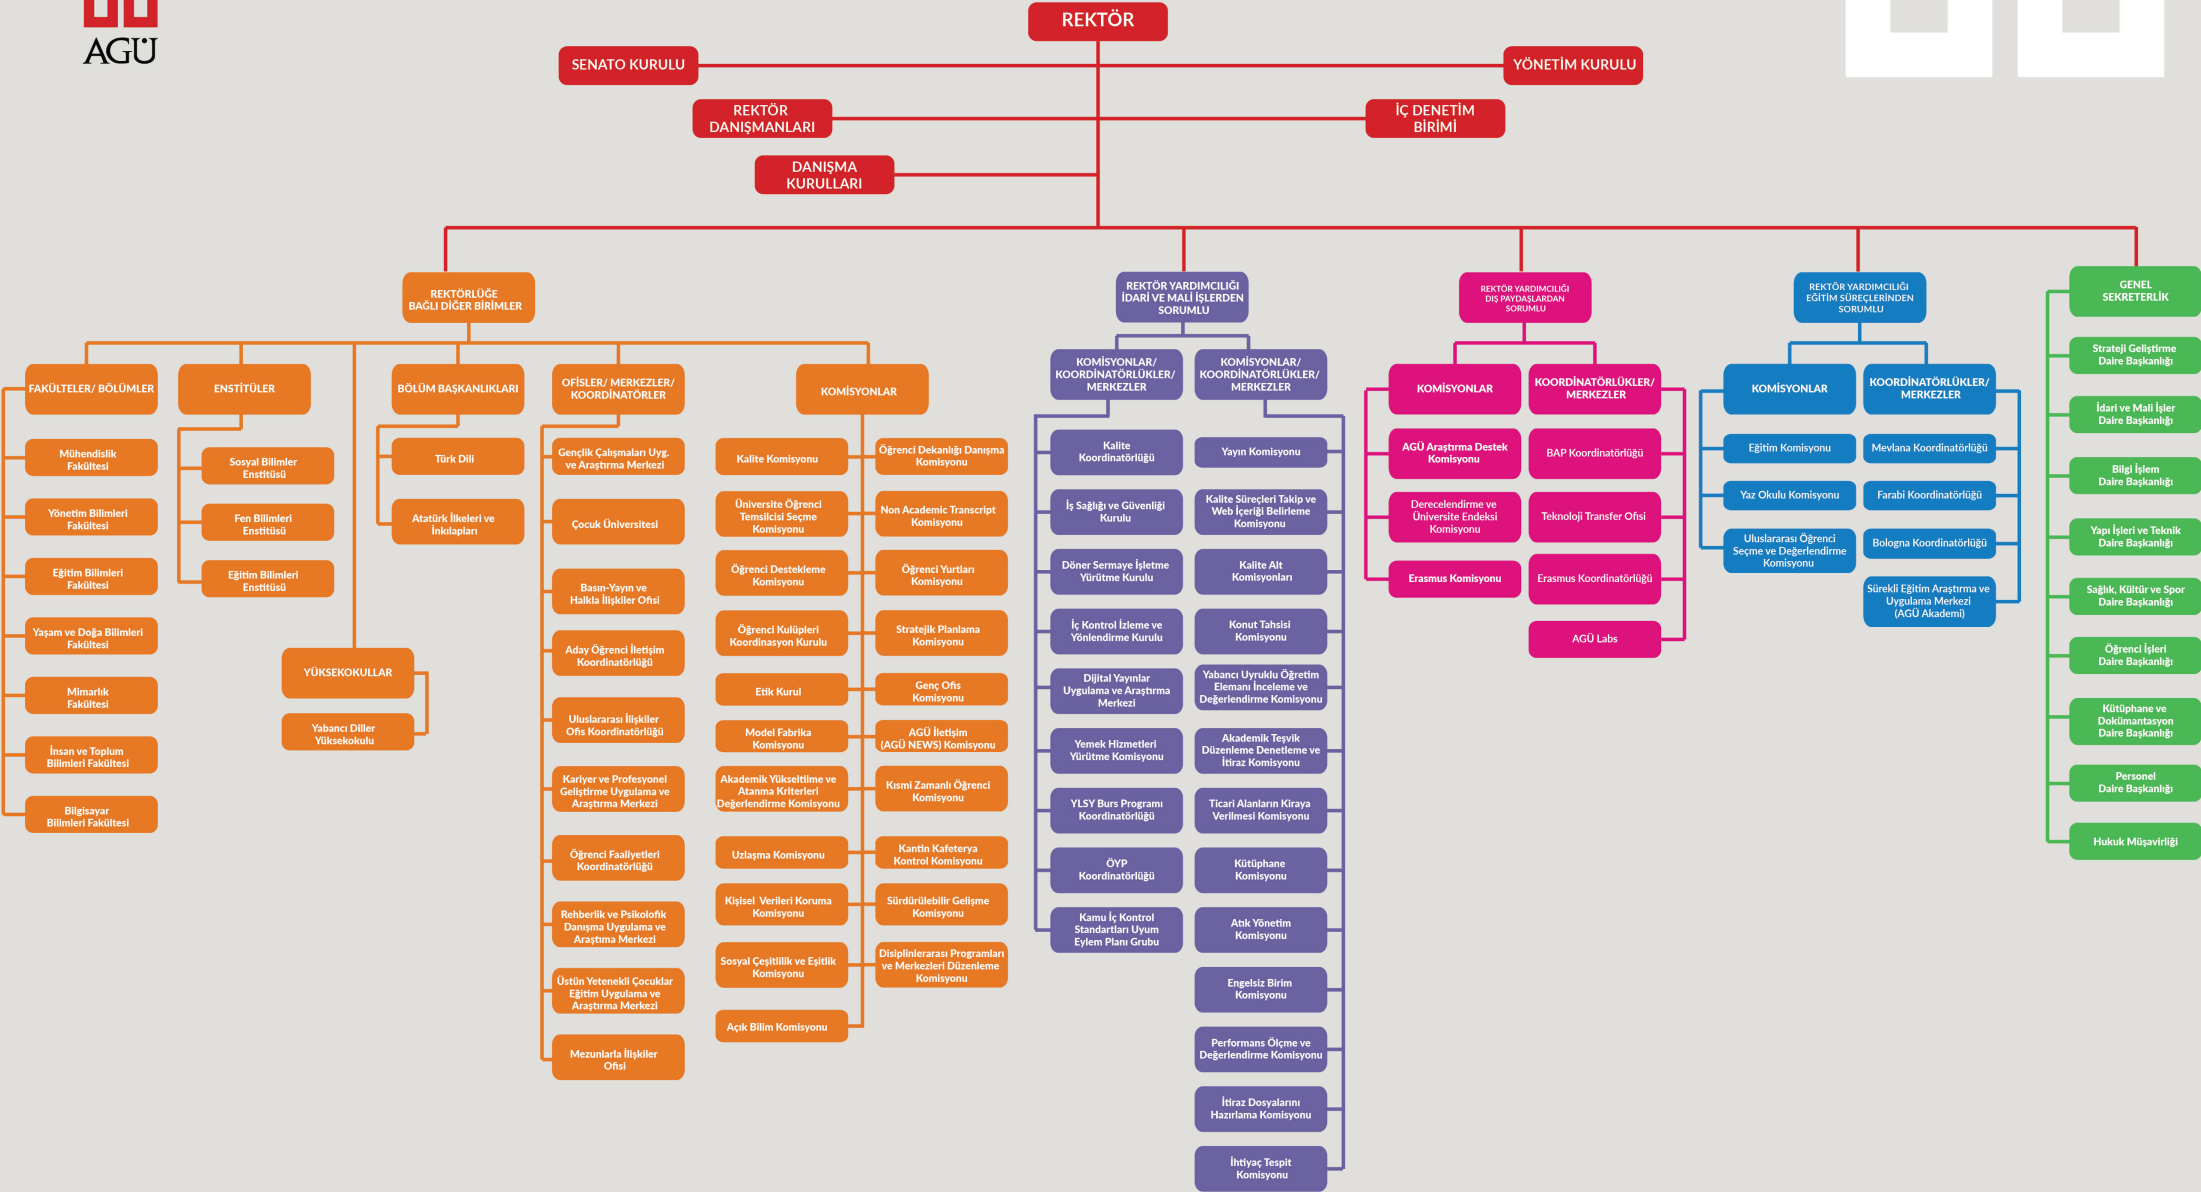 AGÜ
REKTÖR
SENATO KURULU
YÖNETİM KURULU
REKTÖR
DANIŞMANLARI
İÇ DENETİM
BİRİMİ
DANIŞMA
KURULLARI
REKTÖRLÜĞE
BAĞLI DİĞER BİRİMLER
FAKÜLTELER/ BÖLÜMLER
Mühendislik
Fakültesi
Yönetim Bilimleri
Fakültesi
Eğitim Bilimleri
Fakültesi
Yaşam ve Doğa Bilimleri
Fakültesi
Mimarlık
Fakültesi
İnsan ve Toplum
Bilimleri Fakültesi
Bilgisayar
Bilimleri Fakültesi
ENSTİTÜLER
Sosyal Bilimler
Enstitüsü
Fen Bilimleri
Enstitüsü
Eğitim Bilimleri
Enstitüsü
YÜKSEKOKULLAR
Yabancı Diller
Yüksekokulu
BÖLÜM BAŞKANLIKLARI
Türk Dili
Atatürk İlkeleri ve
İnkılapları
OFİSLER/ MERKEZLER/
KOORDİNATÖRLER
Gençlik Çalışmaları Uyg.
ve Araştırma Merkezi
Çocuk Üniversitesi
Basın-Yayın ve
Halkla İlişkiler Ofisi
Aday Öğrenci İletişim
Koordinatörlüğü
Uluslararası İlişkiler
Ofis Koordinatörlüğü
Kariyer ve Profesyonel
Geliştirme Uygulama ve
Araştırma Merkezi
Öğrenci Faaliyetleri
Koordinatörlüğü
Rehberlik ve Psikolofik
Danışma Uygulama ve
Araştıma Merkezi
Üstün Yetenekli Çocuklar
Eğitim Uygulama ve
Araştırma Merkezi
Mezunlarla İlişkiler
Ofisi
KOMİSYONLAR
Kalite Komisyonu
Üniversite Öğrenci
Temsilcisi Seçme
Komisyonu
Öğrenci Destekleme
Komisyonu
Öğrenci Kulüpleri
Koordinasyon Kurulu
Etik Kurul
Model Fabrika
Komisyonu
Akademik Yükseltilme ve
Atanma Kriterleri
Değerlendirme Komisyonu
Uzlaşma Komisyonu
Kişisel Verileri Koruma
Komisyonu
Sosyal Çeşitlilik ve Eşitlik
Komisyonu
Açık Bilim Komisyonu
Öğrenci Dekanlığı Danışma
Komisyonu
Non Academic Transcript
Komisyonu
Öğrenci Yurtları
Komisyonu
Stratejik Planlama
Komisyonu
Genç Ofis
Komisyonu
AGÜ İletişim
(AGÜ NEWS) Komisyonu
Kısmi Zamanlı Öğrenci
Komisyonu
Kantin Kafeterya
Kontrol Komisyonu
Sürdürülebilir Gelişme
Komisyonu
Disiplinlerarası Programları
ve Merkezleri Düzenleme
Komisyonu
REKTÖR YARDIMCILIĞI
İDARİ VE MALİ İŞLERDEN
SORUMLU
KOMİSYONLAR/
KOORDİNATÖRLÜKLER/
MERKEZLER
Kalite
Koordinatörlüğü
İş Sağlığı ve Güvenliği
Kurulu
Döner Sermaye İşletme
Yürütme Kurulu
İç Kontrol İzleme ve
Yönlendirme Kurulu
Dijital Yayınlar
Uygulama ve Araştırma
Merkezi
Yemek Hizmetleri
Yürütme Komisyonu
YLSY Burs Programı
Koordinatörlüğü
ÖYP
Koordinatörlüğü
Kamu İç Kontrol
Standartları Uyum
Eylem Planı Grubu
KOMİSYONLAR/
KOORDİNATÖRLÜKLER/
MERKEZLER
Yayın Komisyonu
Kalite Süreçleri Takip ve
Web İçeriği Belirleme
Komisyonu
Kalite Alt
Komisyonları
Konut Tahsisi
Komisyonu
Yabancı Uyruklu Öğretim
Elemanı İnceleme ve
Değerlendirme Komisyonu
Akademik Teşvik
Düzenleme Denetleme ve
İtiraz Komisyonu
Ticari Alanların Kiraya
Verilmesi Komisyonu
Kütüphane
Komisyonu
Atık Yönetim
Komisyonu
Engelsiz Birim
Komisyonu
Performans Ölçme ve
Değerlendirme Komisyonu
İtiraz Dosyalarını
Hazırlama Komisyonu
İhtiyaç Tespit
Komisyonu
REKTÖR YARDIMCILIĞI
DIŞ PAYDAŞLARDAN
SORUMLU
KOMİSYONLAR
AGÜ Araştırma Destek
Komisyonu
Derecelendirme ve
Üniversite Endeksi
Komisyonu
Erasmus Komisyonu
KOORDİNATÖRLÜKLER/
MERKEZLER
BAP Koordinatörlüğü
Teknoloji Transfer Ofisi
Erasmus Koordinatörlüğü
AGÜ Labs
REKTÖR YARDIMCILIĞI
EĞİTİM SÜREÇLERİNDEN
SORUMLU
KOMİSYONLAR
Eğitim Komisyonu
Yaz Okulu Komisyonu
Uluslararası Öğrenci
Seçme ve Değerlendirme
Komisyonu
KOORDİNATÖRLÜKLER/
MERKEZLER
Mevlana Koordinatörlüğü
Farabi Koordinatörlüğü
Bologna Koordinatörlüğü
Sürekli Eğitim Araştırma ve
Uygulama Merkezi
(AGÜ Akademi)
GENEL
SEKRETERLİK
Strateji Geliştirme
Daire Başkanlığı
İdari ve Mali İşler
Daire Başkanlığı
Bilgi İşlem
Daire Başkanlığı
Yapı İşleri ve Teknik
Daire Başkanlığı
Sağlık, Kültür ve Spor
Daire Başkanlığı
Öğrenci İşleri
Daire Başkanlığı
Kütüphane ve
Dokümantasyon
Daire Başkanlığı
Personel
Daire Başkanlığı
Hukuk Müşavirliği